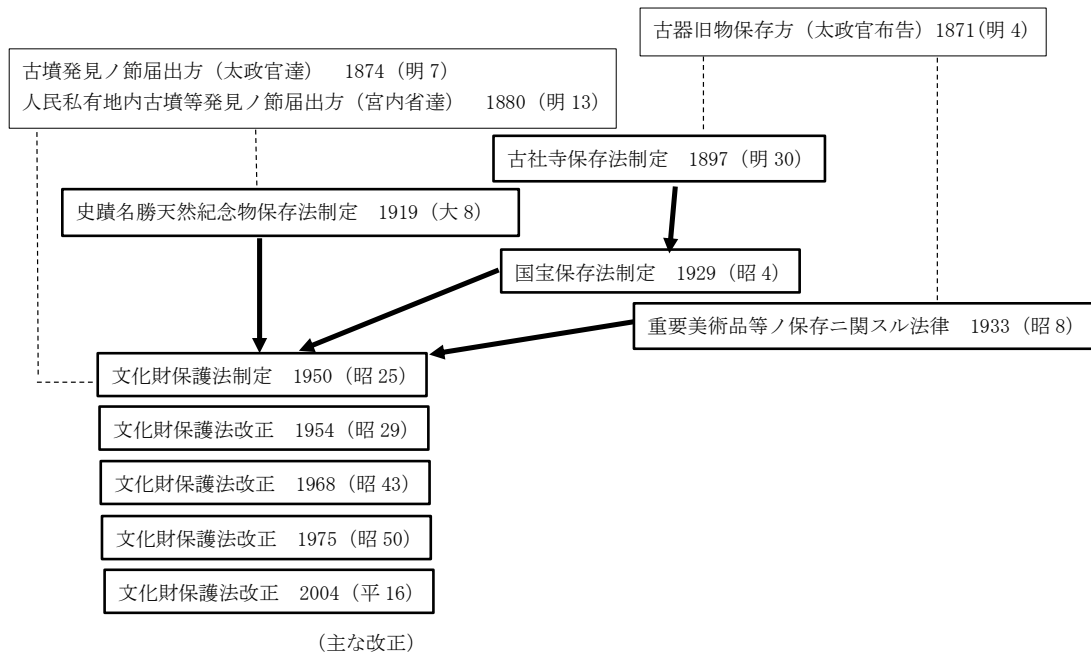 古器旧物保存方（太政官布告）1871(明 4)
古墳発見ノ節届出方（太政官達） 1874（明 7）
人民私有地内古墳等発見ノ節届出方（宮内省達） 1880（明 13）
古社寺保存法制定 1897（明 30）
史蹟名勝天然紀念物保存法制定 1919（大 8）
国宝保存法制定 1929（昭 4）
重要美術品等ノ保存ニ関スル法律 1933（昭 8）
文化財保護法制定 1950（昭 25）
文化財保護法改正 1954（昭 29）
文化財保護法改正 1968（昭 43）
文化財保護法改正 1975（昭 50）
文化財保護法改正 2004（平 16）
（主な改正）